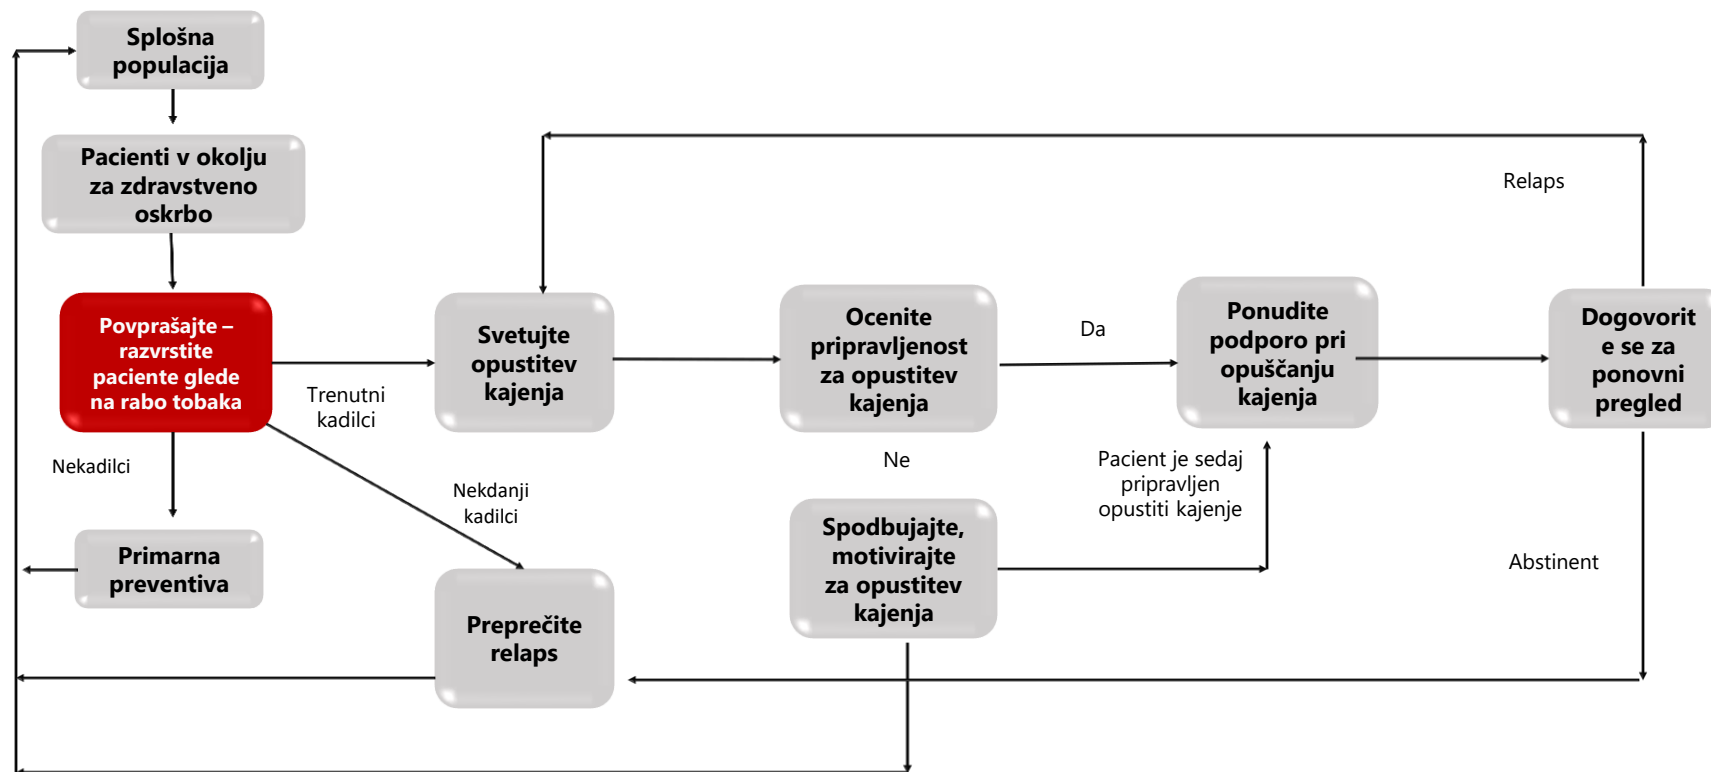 Splošna
populacija
Pacienti v okolju
za zdravstveno
oskrbo
Povprašajte –
razvrstite
paciente glede
na rabo tobaka
Trenutni
kadilci
Nekadilci
Nekdanji
kadilci
Primarna
preventiva
Preprečite
relaps
Svetujte
opustitev
kajenja
Ocenite
pripravljenost
za opustitev
kajenja
Da
Ne
Spodbujajte,
motivirajte
za opustitev
kajenja
Pacient je sedaj
pripravljen
opustiti kajenje
Ponudite
podporo pri
opuščanju
kajenja
Dogovorit
e se za
ponovni
pregled
Relaps
Abstinent